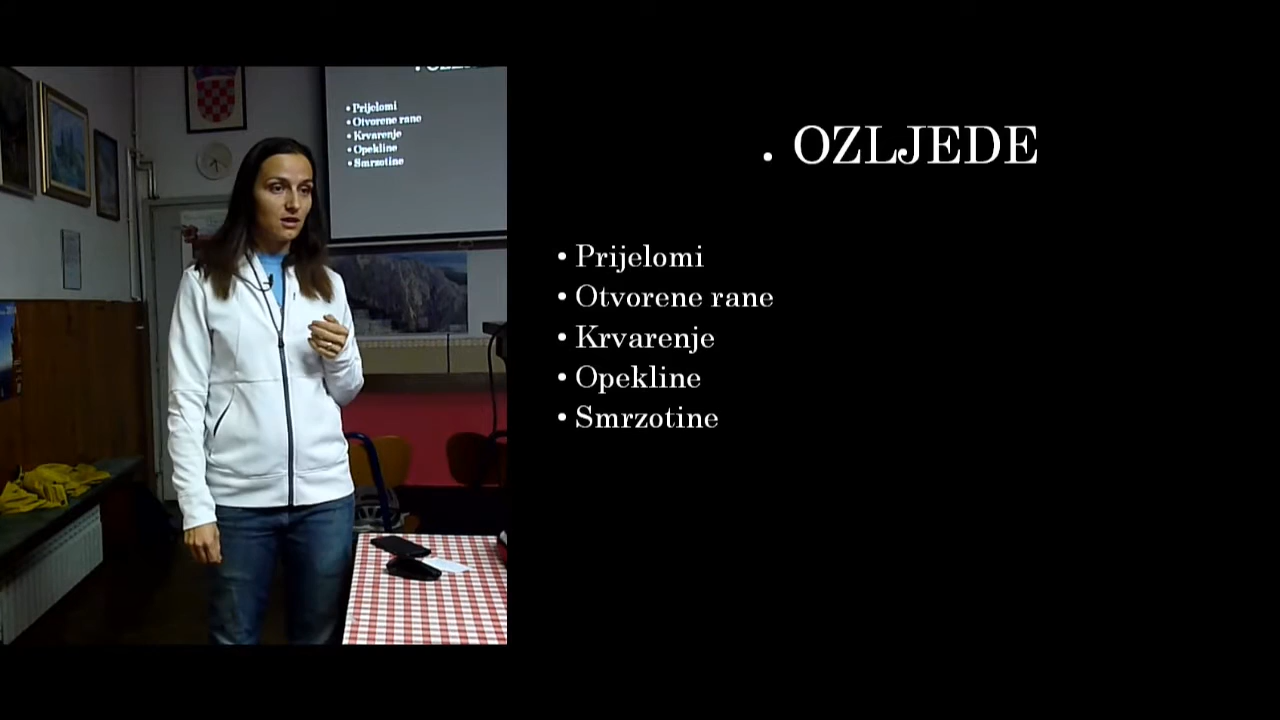 • Prijelomi
• Otvorene rane
• Krvarenje
• Opekline
• Smrzotine
• OZLJEDE
• Prijelomi
• Otvorene rane
• Krvarenje
• Opekline
• Smrzotine